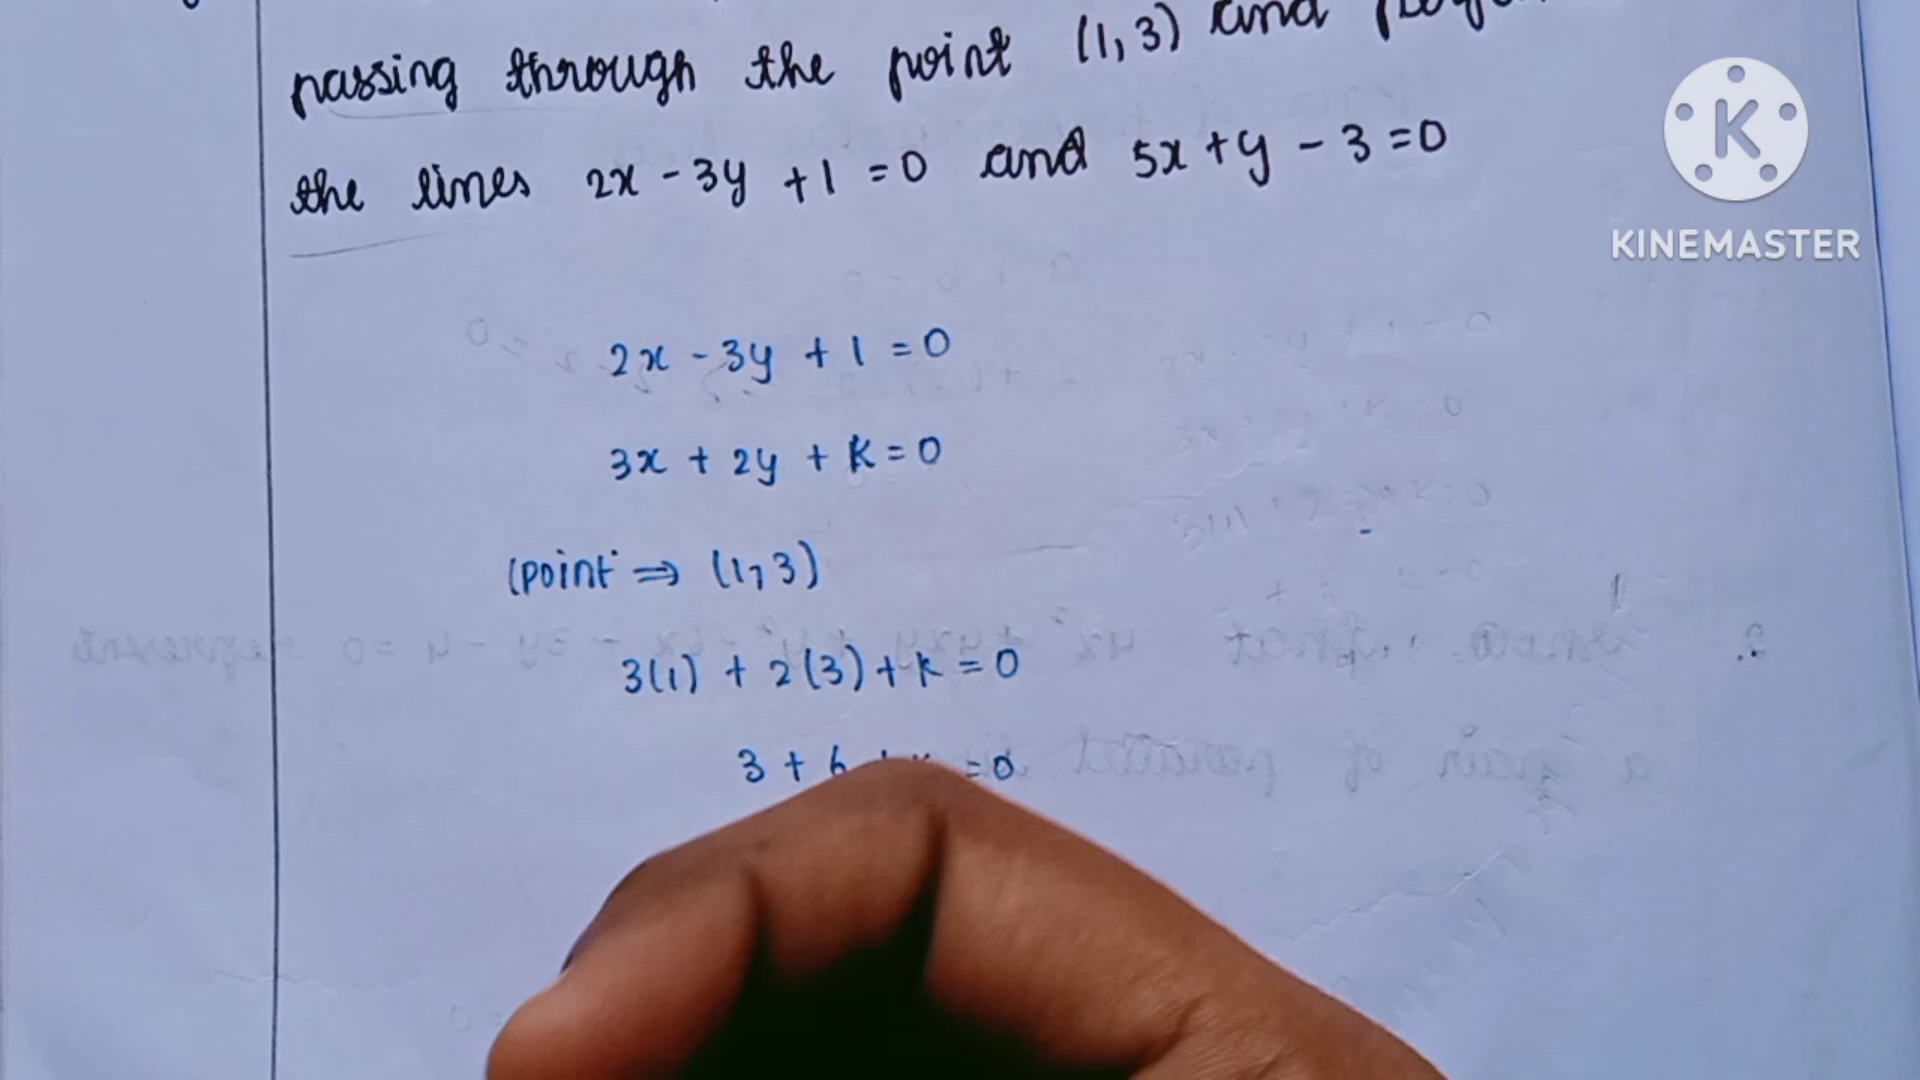 passing through the point (1,3) and
the lines 2x - 3y + 1 = 0 and 5x + y - 3 = 0
K
KINEMASTER
2x - 3y + 1 = 0
3x + 2y + K = 0
(point ⇒ (1,3)
3(1) + 2(3) + k = 0
3 + 6 = 0